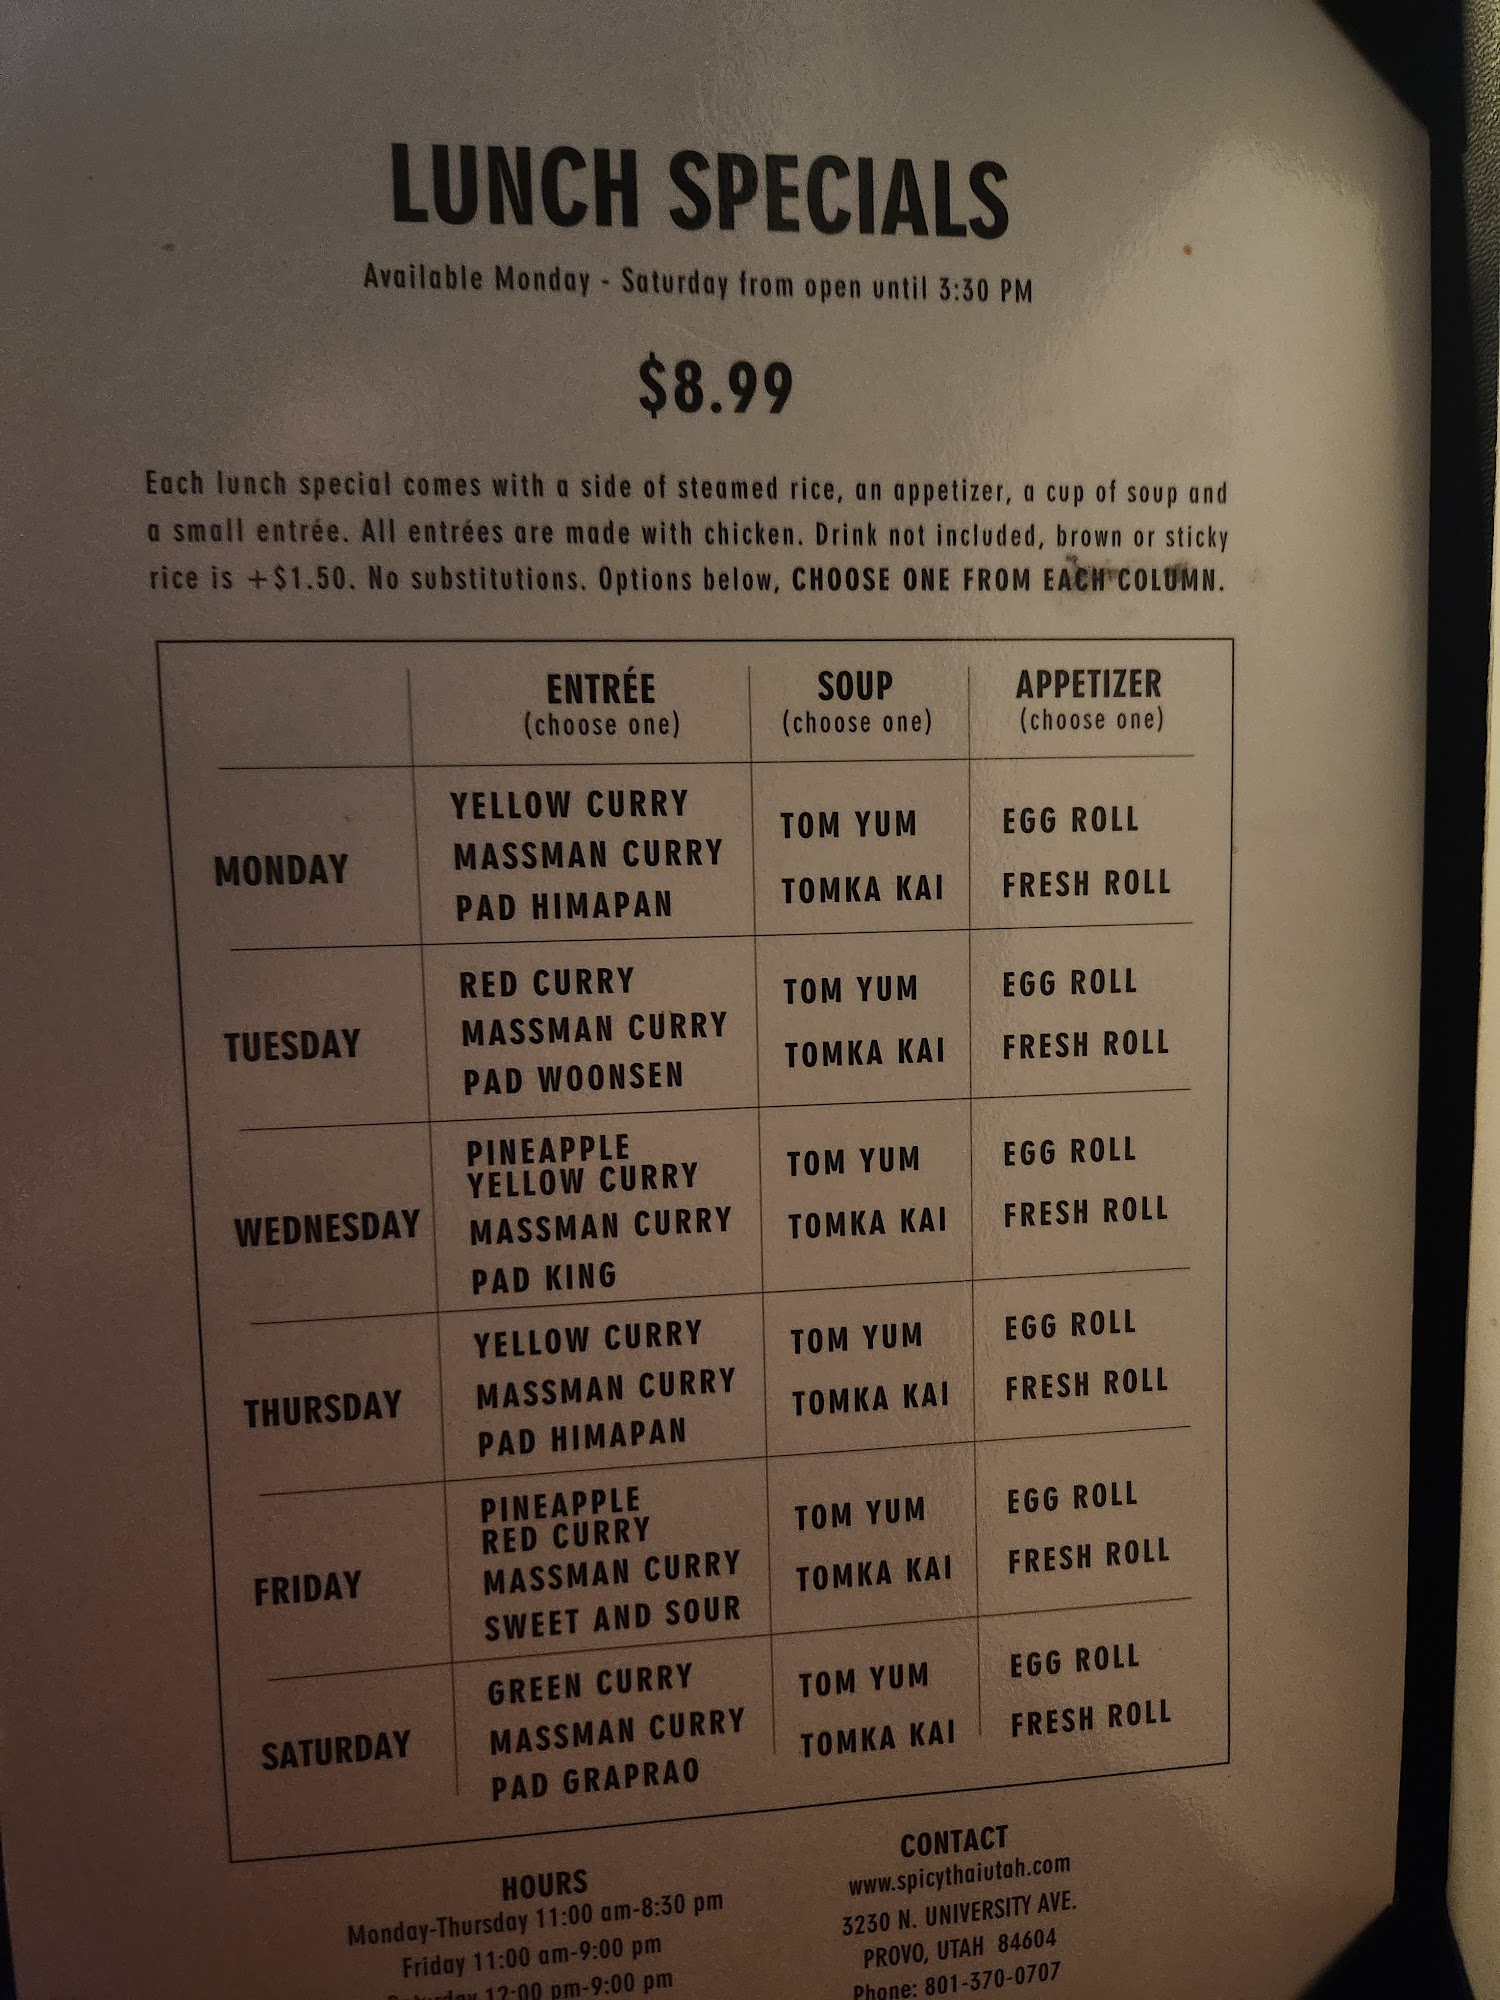 LUNCH SPECIALS
Available Monday - Saturday from open until 3:30 PM
$8.99
Each lunch special comes with a side of steamed rice, an appetizer, a cup of soup and
a small entrée. All entrées are made with chicken. Drink not included, brown or sticky
rice is +$1.50. No substitutions. Options below, CHOOSE ONE FROM EACH COLUMN.
ENTRÉE SOUP APPETIZER
(choose one) (choose one) (choose one)
MONDAY
YELLOW CURRY
MASSMAN CURRY
PAD HIMAPAN
TOM YUM
TOMKA KAI
EGG ROLL
FRESH ROLL
TUESDAY
RED CURRY
MASSMAN CURRY
PAD WOONSEN
TOM YUM
TOMKA KAI
EGG ROLL
FRESH ROLL
WEDNESDAY
PINEAPPLE
YELLOW CURRY
MASSMAN CURRY
PAD KING
TOM YUM
TOMKA KAI
EGG ROLL
FRESH ROLL
THURSDAY
YELLOW CURRY
MASSMAN CURRY
PAD HIMAPAN
TOM YUM
TOMKA KAI
EGG ROLL
FRESH ROLL
FRIDAY
PINEAPPLE
RED CURRY
MASSMAN CURRY
SWEET AND SOUR
TOM YUM
TOMKA KAI
EGG ROLL
FRESH ROLL
SATURDAY
GREEN CURRY
MASSMAN CURRY
PAD GRAPRAO
TOM YUM
TOMKA KAI
EGG ROLL
FRESH ROLL
HOURS
Monday-Thursday 11:00 am-8:30 pm
Friday 11:00 am-9:00 pm
Saturday 12:00 pm-9:00 pm
CONTACT
www.spicythaiutah.com
3230 N. UNIVERSITY AVE.
PROVO, UTAH 84604
Phone: 801-370-0707